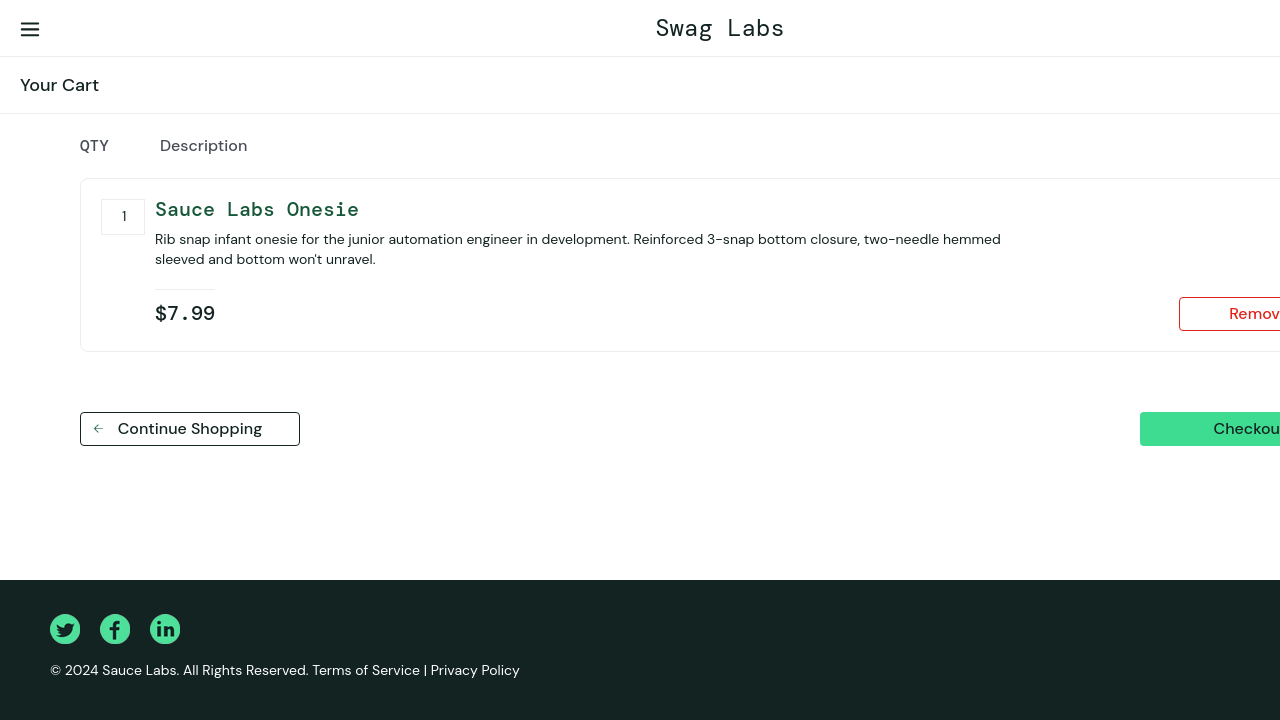 Swag Labs
Your Cart
QTY Description
1 Sauce Labs Onesie
Rib snap infant onesie for the junior automation engineer in development. Reinforced 3-snap bottom closure, two-needle hemmed
sleeved and bottom won't unravel.
$7.99
Remov
Continue Shopping
Checkou
© 2024 Sauce Labs. All Rights Reserved. Terms of Service | Privacy Policy